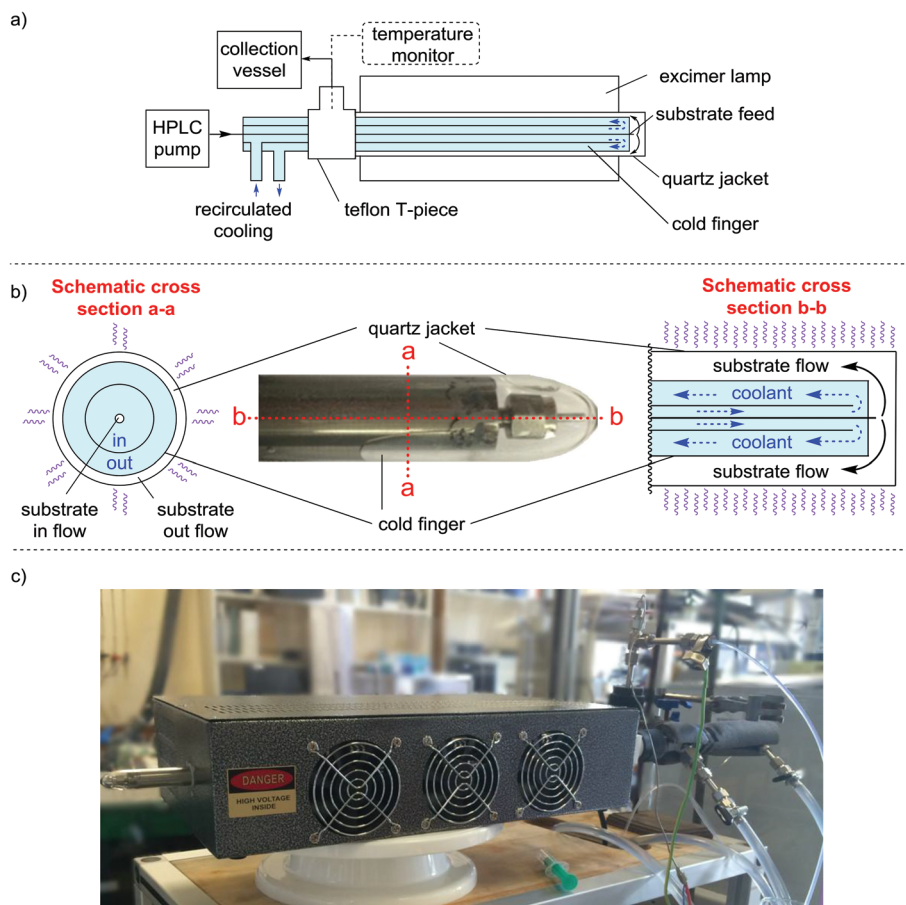 a)
temperature
monitor
collection
vessel
excimer lamp
HPLC
pump
substrate feed
quartz jacket
recirculated
cooling
teflon T-piece
cold finger
b)
Schematic cross
section a-a
Schematic cross
section b-b
quartz jacket
a
b
b
a
substrate flow
coolant
coolant
substrate flow
in
out
substrate
in flow
substrate
out flow
cold finger
c)
DANGER
HIGH VOLTAGE
INSIDE